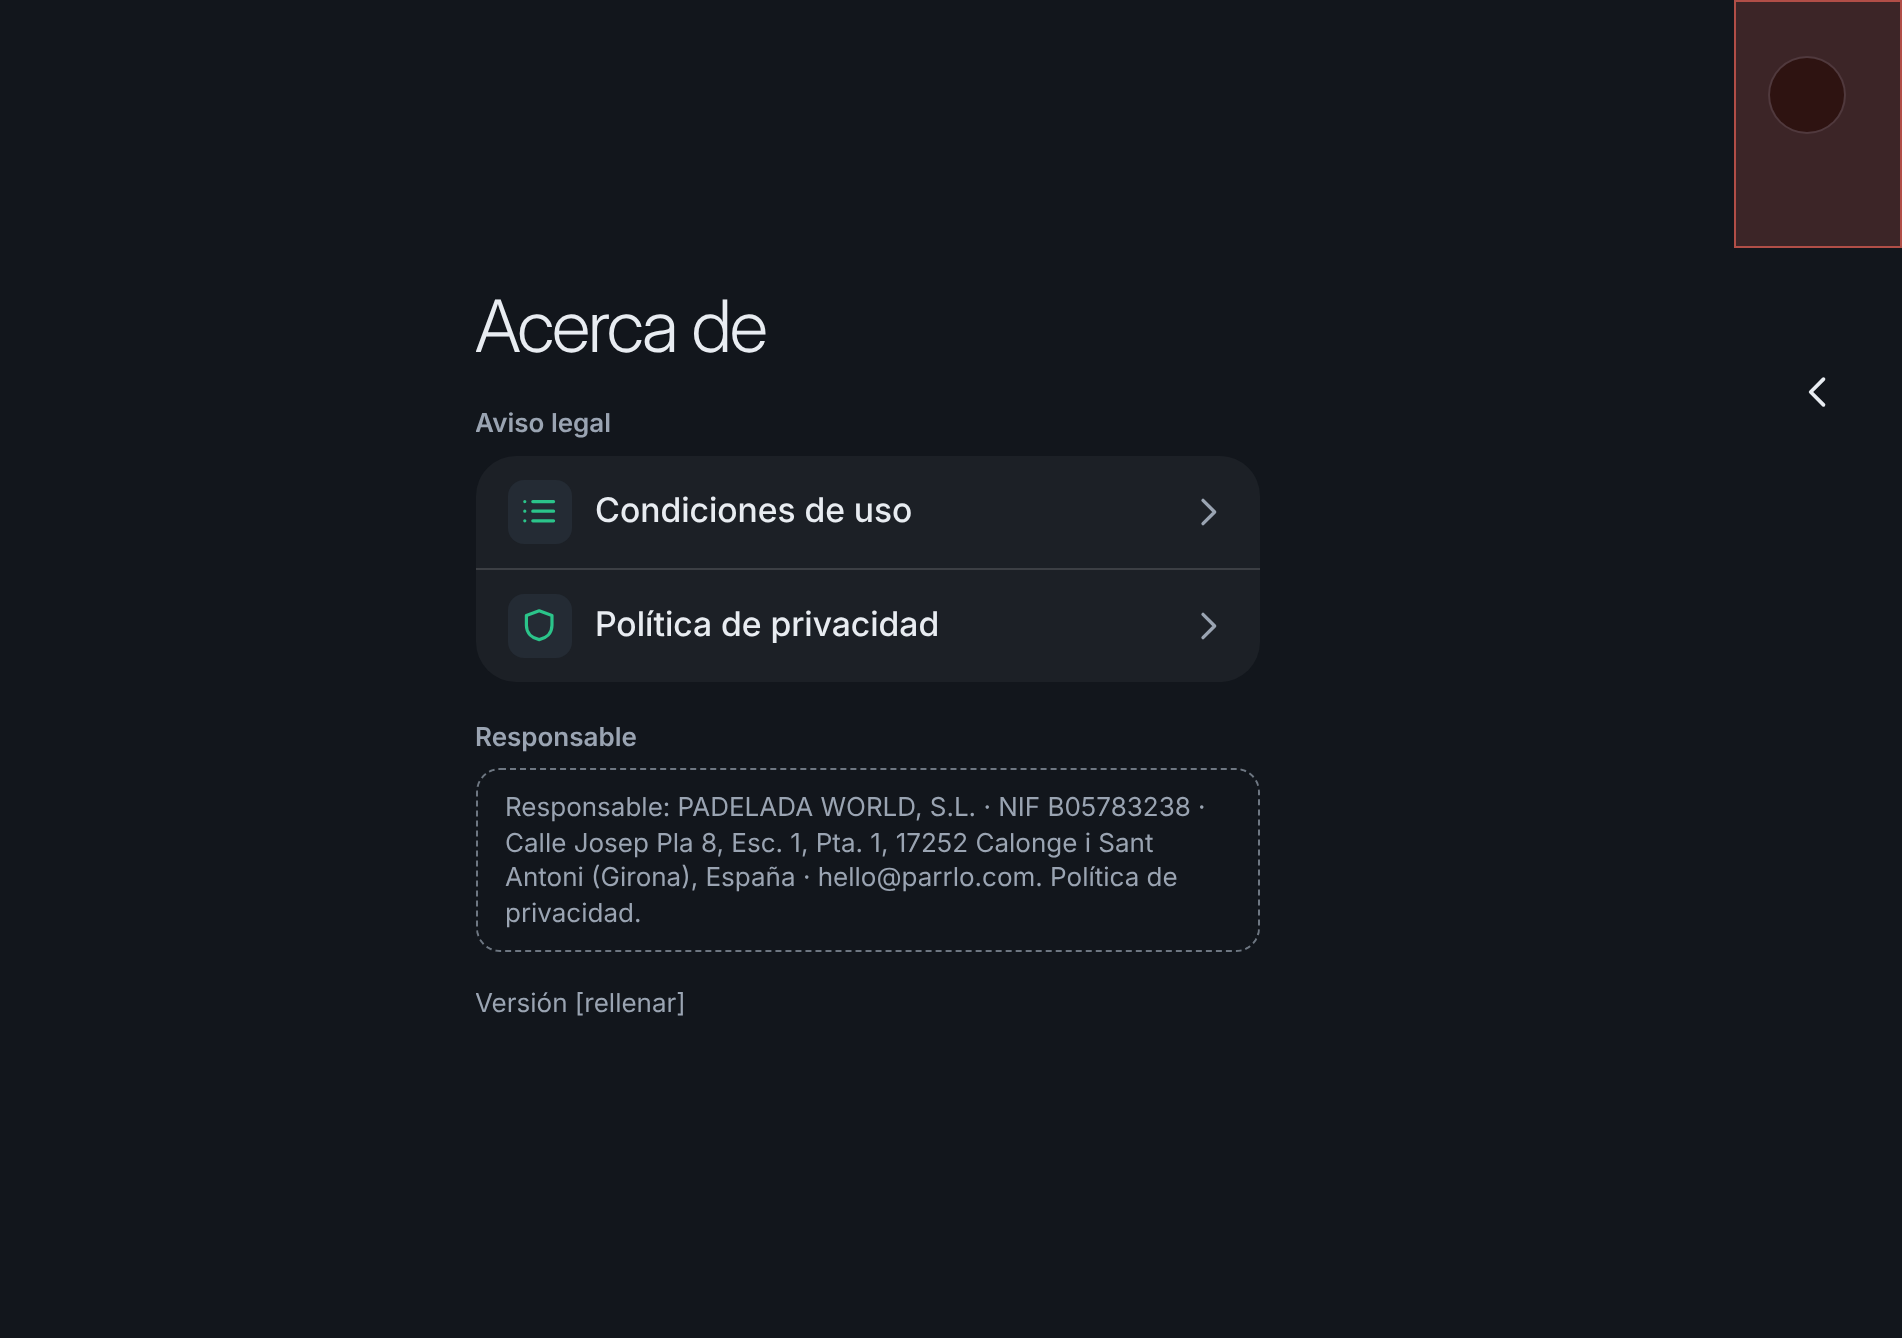 Acerca de
Aviso legal
Condiciones de uso
Política de privacidad
Responsable
Responsable: PADELADA WORLD, S.L. · NIF B05783238 ·
Calle Josep Pla 8, Esc. 1, Pta. 1, 17252 Calonge i Sant
Antoni (Girona), España · hello@parrlo.com. Política de
privacidad.
Versión [rellenar]